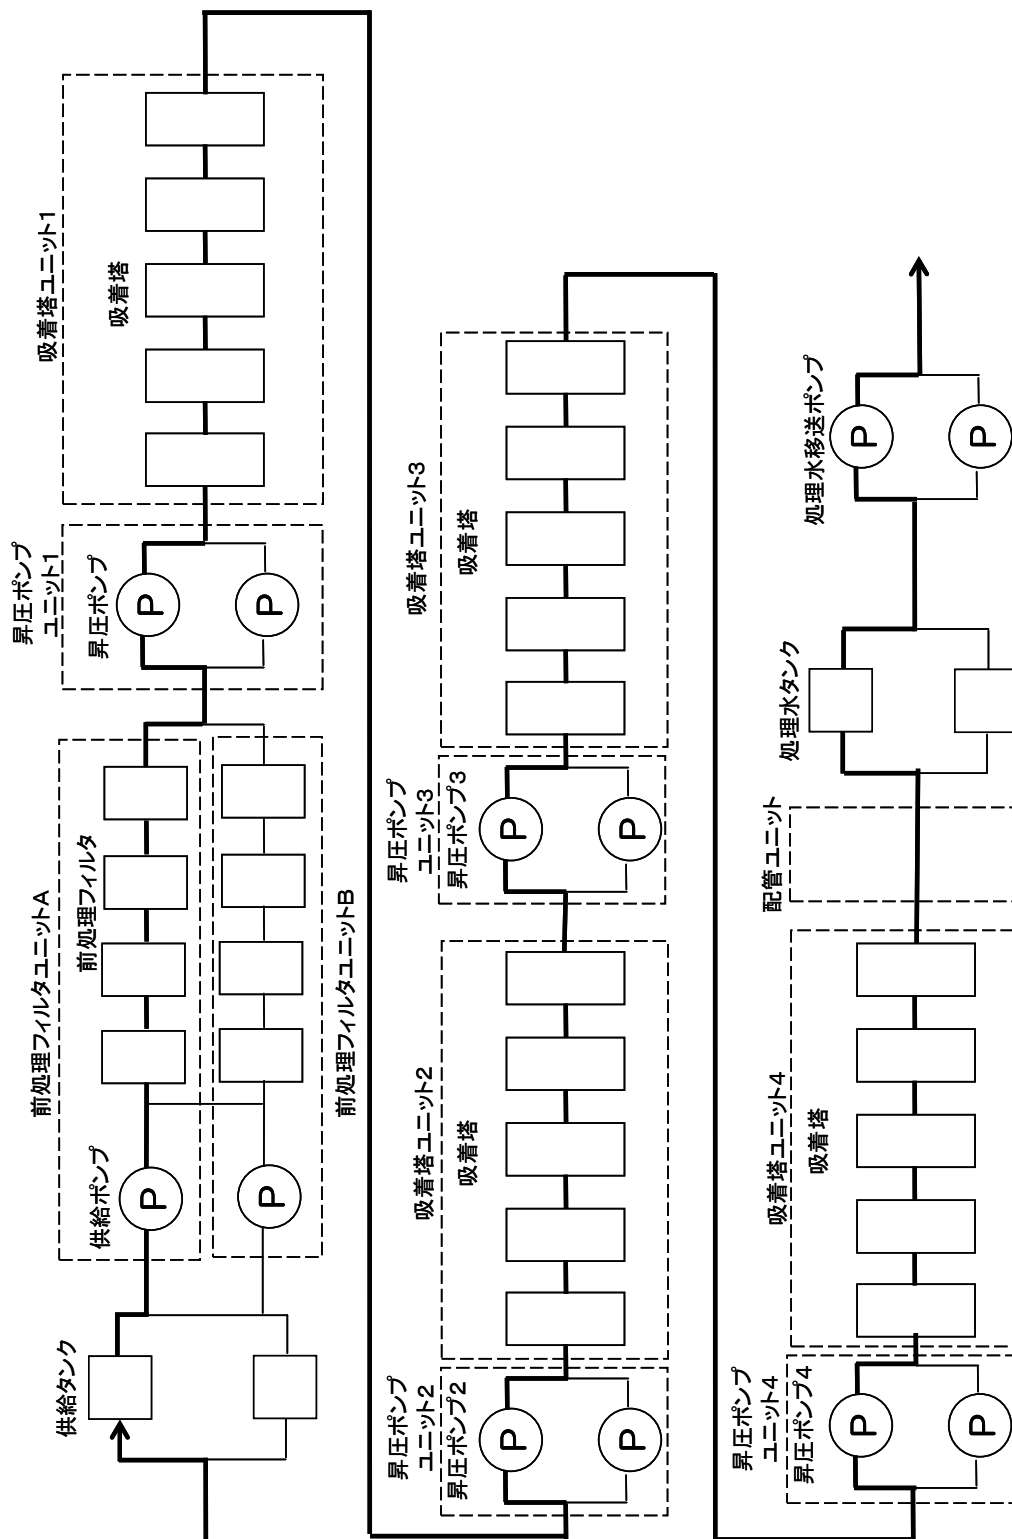 供給タンク
前処理フィルタユニットA
供給ポンプ
P
P
前処理フィルタ
前処理フィルタユニットB
昇圧ポンプ
ユニット1
昇圧ポンプ
P
P
吸着塔ユニット1
吸着塔
昇圧ポンプ
ユニット2
昇圧ポンプ2
P
P
吸着塔ユニット2
吸着塔
昇圧ポンプ
ユニット3
昇圧ポンプ3
P
P
吸着塔ユニット3
吸着塔
昇圧ポンプ
ユニット4
昇圧ポンプ4
P
P
吸着塔ユニット4
吸着塔
配管ユニット
処理水タンク
処理水移送ポンプ
P
P